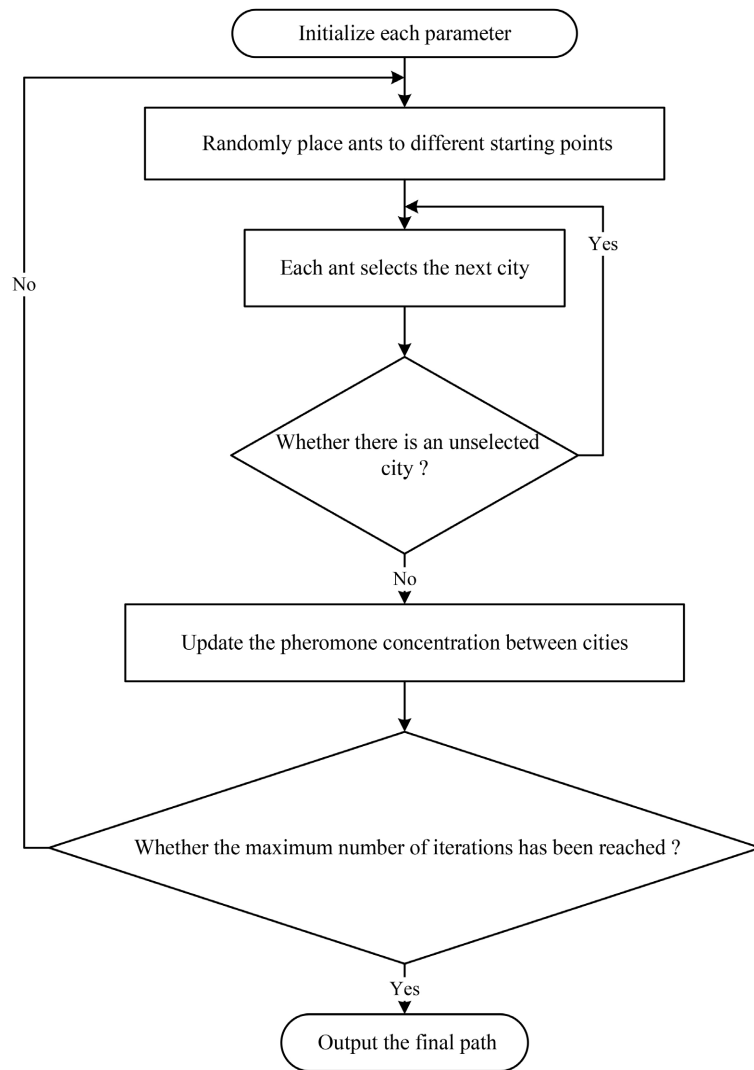 Initialize each parameter
Randomly place ants to different starting points
Each ant selects the next city
Yes
No
Whether there is an unselected
city ?
No
Update the pheromone concentration between cities
Whether the maximum number of iterations has been reached ?
Yes
Output the final path